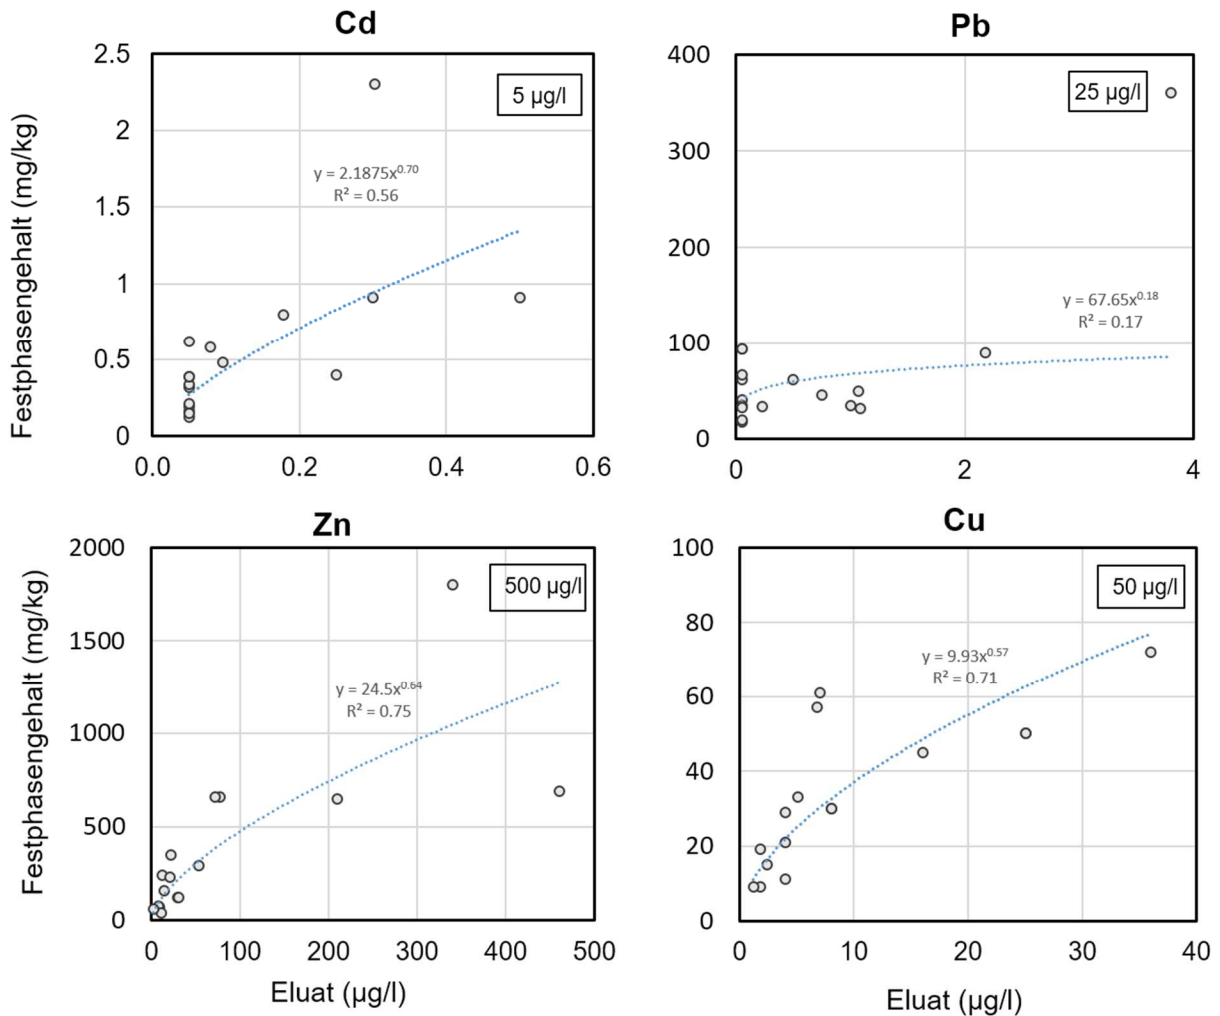 Cd
Festphasengehalt (mg/kg)
2.5
2
1.5
1
0.5
0
5 µg/l
y = 2.1875x^0.70
R² = 0.56
0.0
0.2
0.4
0.6
Pb
400
300
200
100
0
25 µg/l
y = 67.65x^0.18
R² = 0.17
0
2
4
Zn
Festphasengehalt (mg/kg)
2000
1500
1000
500
0
500 µg/l
y = 24.5x^0.64
R² = 0.75
0
100
200
300
400
500
Eluat (µg/l)
Cu
100
80
60
40
20
0
50 µg/l
y = 9.93x^0.57
R² = 0.71
0
10
20
30
40
Eluat (µg/l)